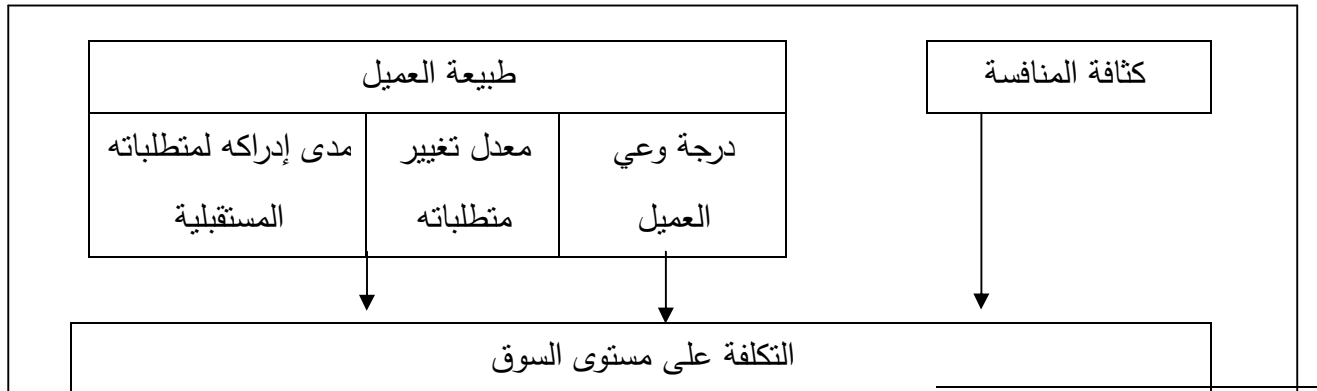 كثافة المنافسة
طبيعة العميل
درجة وعي
العميل
معدل تغيير
متطلباته
مدى إدراكه لمتطلباته
المستقبلية
التكلفة على مستوى السوق